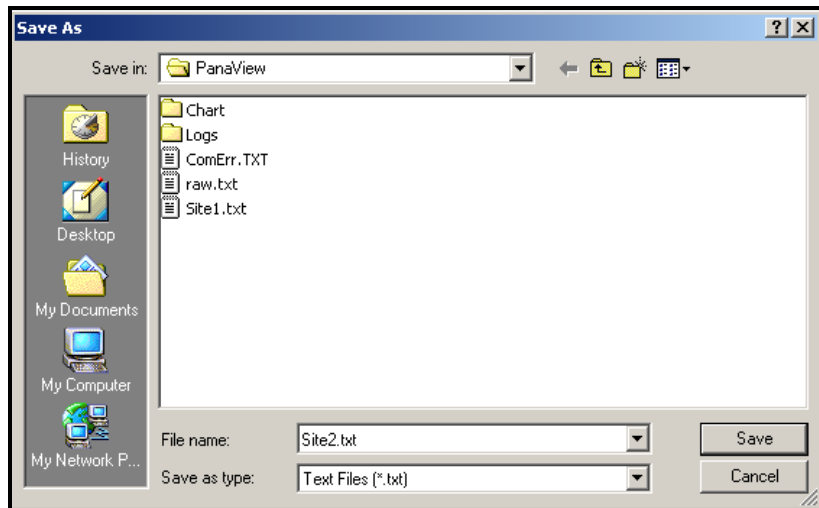 Save As
Save in: PanaView
History
Desktop
My Documents
My Computer
My Network P...
Chart
Logs
ComErr.TXT
raw.txt
Site1.txt
File name: Site2.txt Save
Save as type: Text Files (*.txt) Cancel